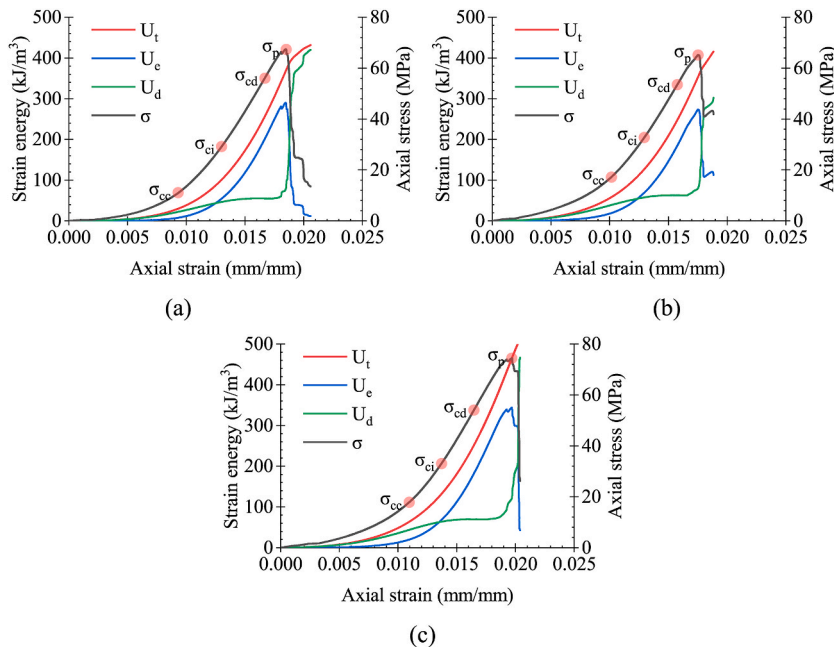 500
400
300
200
100
0
Strain energy (kJ/m³)
U_t
U_e
U_d
σ
σ_cc
σ_ci
σ_cd
σ_p
80
60
40
20
0
Axial stress (MPa)
0.000 0.005 0.010 0.015 0.020 0.025
Axial strain (mm/mm)
(a)
500
400
300
200
100
0
Strain energy (kJ/m³)
U_t
U_e
U_d
σ
σ_cc
σ_ci
σ_cd
σ_p
80
60
40
20
0
Axial stress (MPa)
0.000 0.005 0.010 0.015 0.020 0.025
Axial strain (mm/mm)
(b)
500
400
300
200
100
0
Strain energy (kJ/m³)
U_t
U_e
U_d
σ
σ_cc
σ_ci
σ_cd
σ_p
80
60
40
20
0
Axial stress (MPa)
0.000 0.005 0.010 0.015 0.020 0.025
Axial strain (mm/mm)
(c)